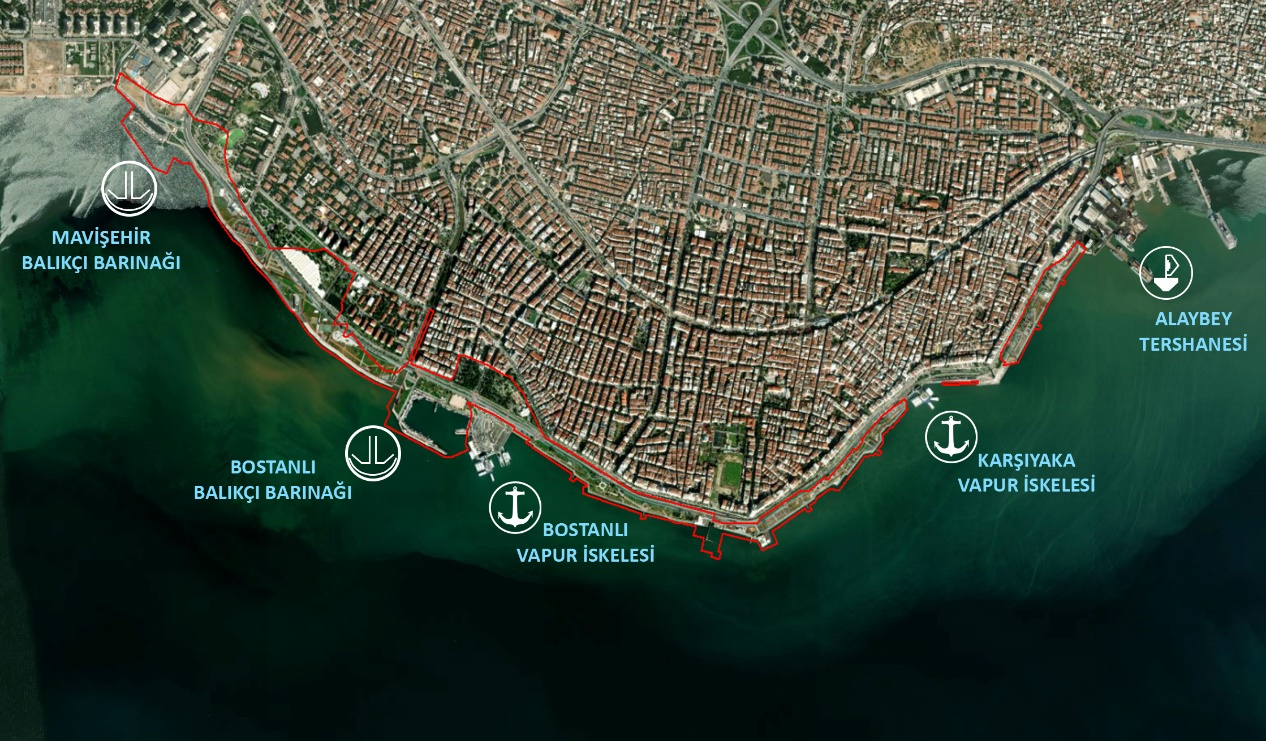 MAVİŞEHİR
BALIKÇI BARINAĞI
BOSTANLI
BALIKÇI BARINAĞI
BOSTANLI
VAPUR İSKELESİ
KARŞIYAKA
VAPUR İSKELESİ
ALAYBEY
TERSHANESİ